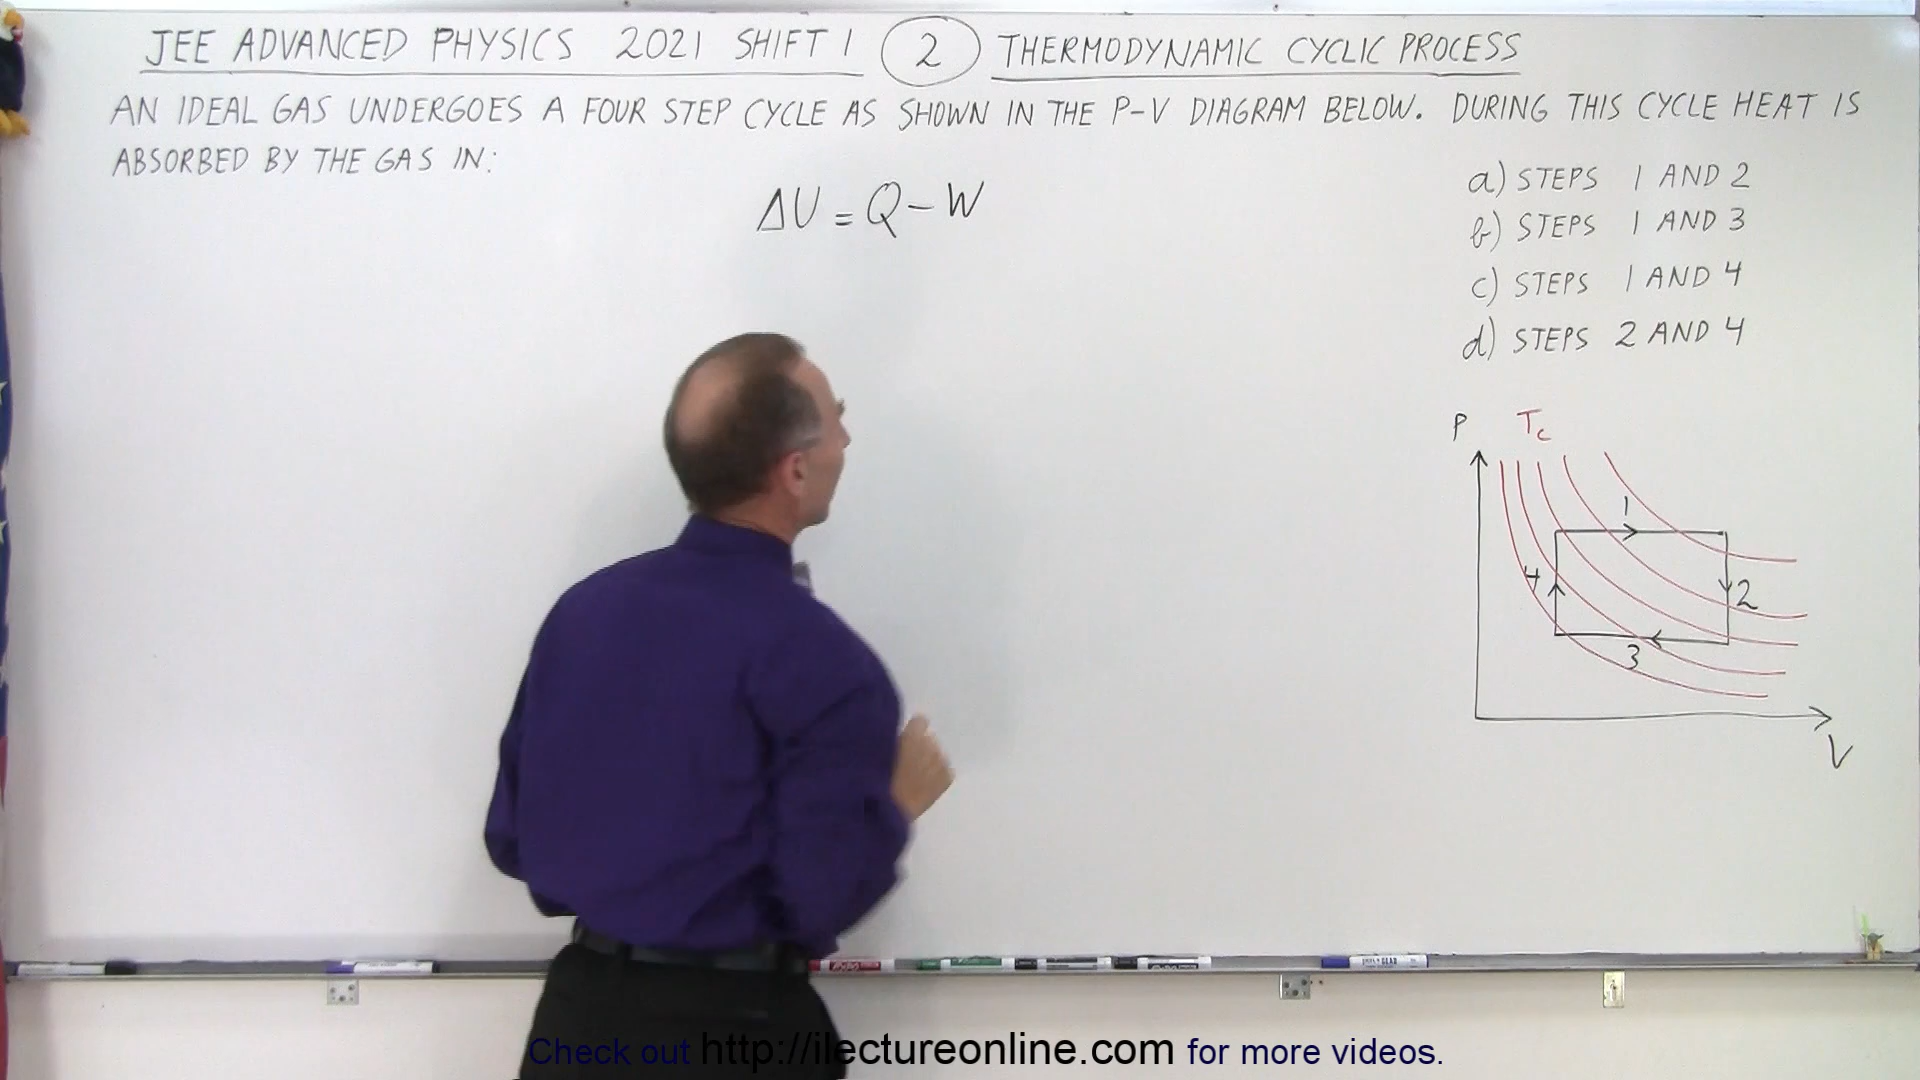 JEE ADVANCED PHYSICS 2021 SHIFT 1 2 THERMODYNAMIC CYCLIC PROCESS
AN IDEAL GAS UNDERGOES A FOUR STEP CYCLE AS SHOWN IN THE P-V DIAGRAM BELOW. DURING THIS CYCLE HEAT IS
ABSORBED BY THE GAS IN:
a) STEPS 1 AND 2
b) STEPS 1 AND 3
c) STEPS 1 AND 4
d) STEPS 2 AND 4
ΔU = Q - W
P Tc
1
4 2
3
V
Check out http://ilectureonline.com for more videos.